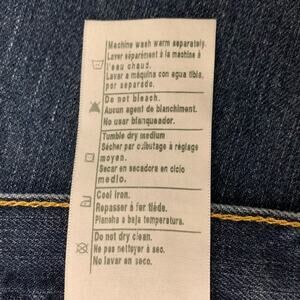 Machine wash warm separately.
Laver séparément à la machine à
l'eau chaud.
Lavar a máquina con agua tibia,
por separado.
Do not bleach.
Aucun agent de blanchiment.
No usar blanqueador.
Tumble dry medium
Sécher par culbutage à réglage
moyen.
Secar en secadora en ciclo
medio.
Cool iron.
Repasser à fer tiède.
Plancha a baja temperatura.
Do not dry clean.
Ne pas nettoyer à sec.
No lavar en seco.